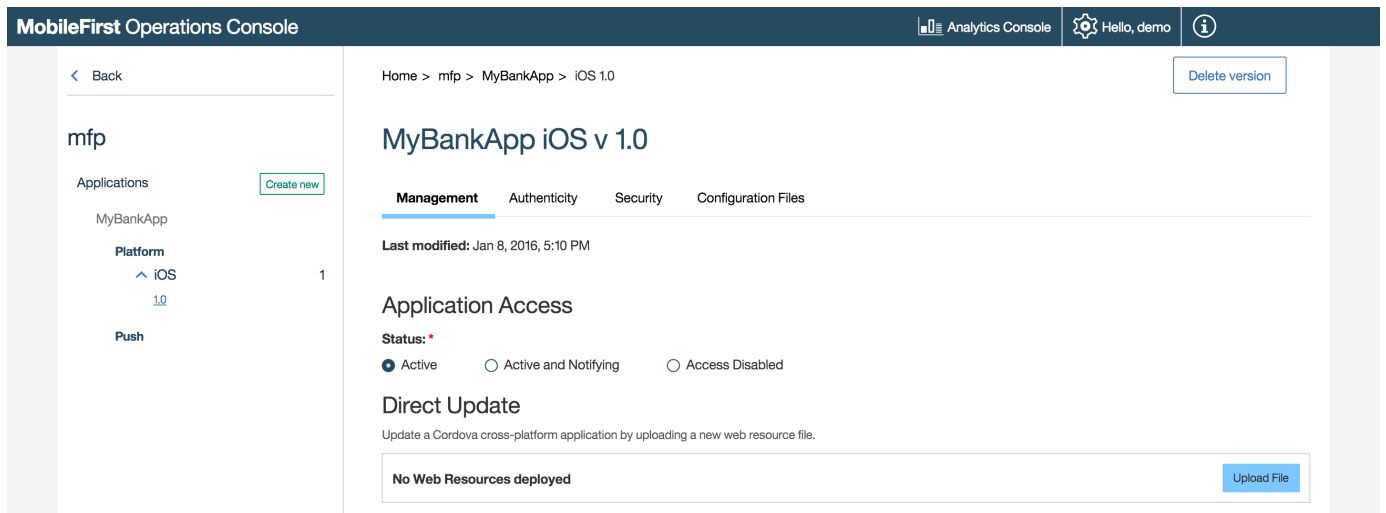 MobileFirst Operations Console
Analytics Console
Hello, demo
Back
Home > mfp > MyBankApp > iOS 1.0
Delete version
mfp
Applications
Create new
MyBankApp
Platform
iOS 1
1.0
Push
MyBankApp iOS v 1.0
Management Authenticity Security Configuration Files
Last modified: Jan 8, 2016, 5:10 PM
Application Access
Status: *
Active Active and Notifying Access Disabled
Direct Update
Update a Cordova cross-platform application by uploading a new web resource file.
No Web Resources deployed
Upload File